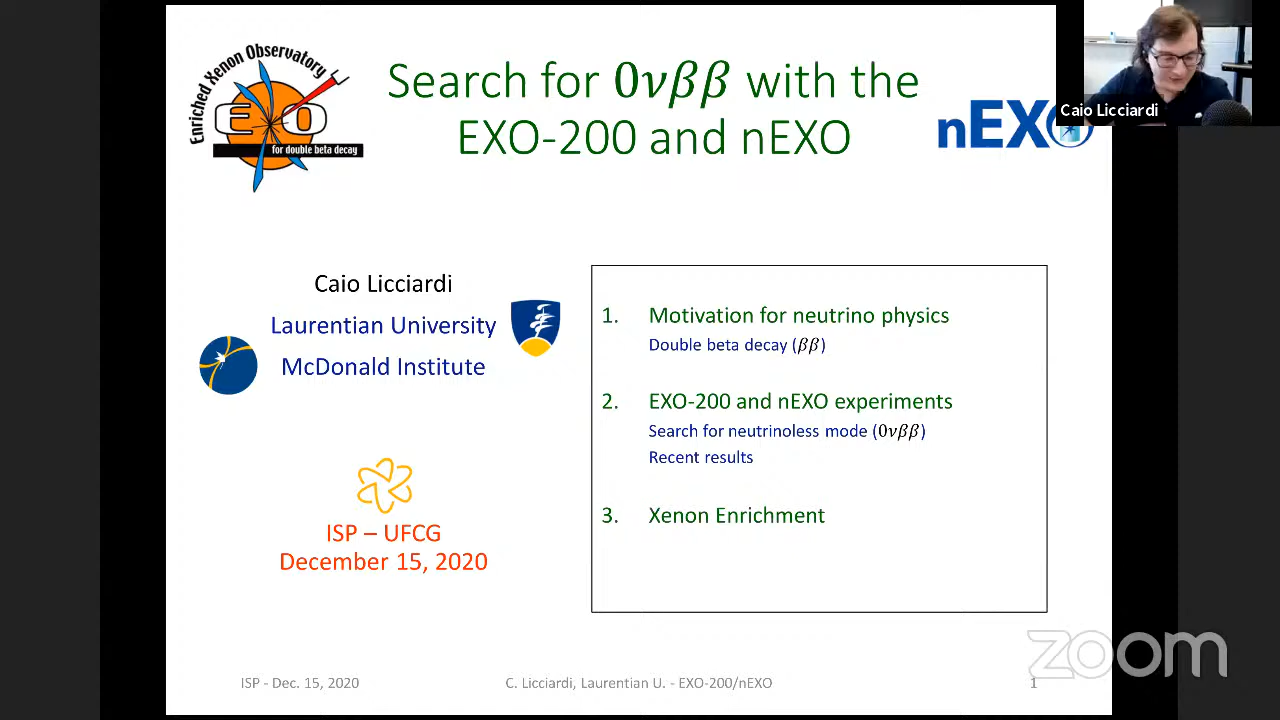 Enriched Xenon Observatory
EXO
for double beta decay
Search for 0νββ with the
EXO-200 and nEXO
nEXO
Caio Licciardi
Caio Licciardi
Laurentian University
McDonald Institute
ISP – UFCG
December 15, 2020
1. Motivation for neutrino physics
Double beta decay (ββ)
2. EXO-200 and nEXO experiments
Search for neutrinoless mode (0νββ)
Recent results
3. Xenon Enrichment
zoom
ISP - Dec. 15, 2020
C. Licciardi, Laurentian U. - EXO-200/nEXO
1